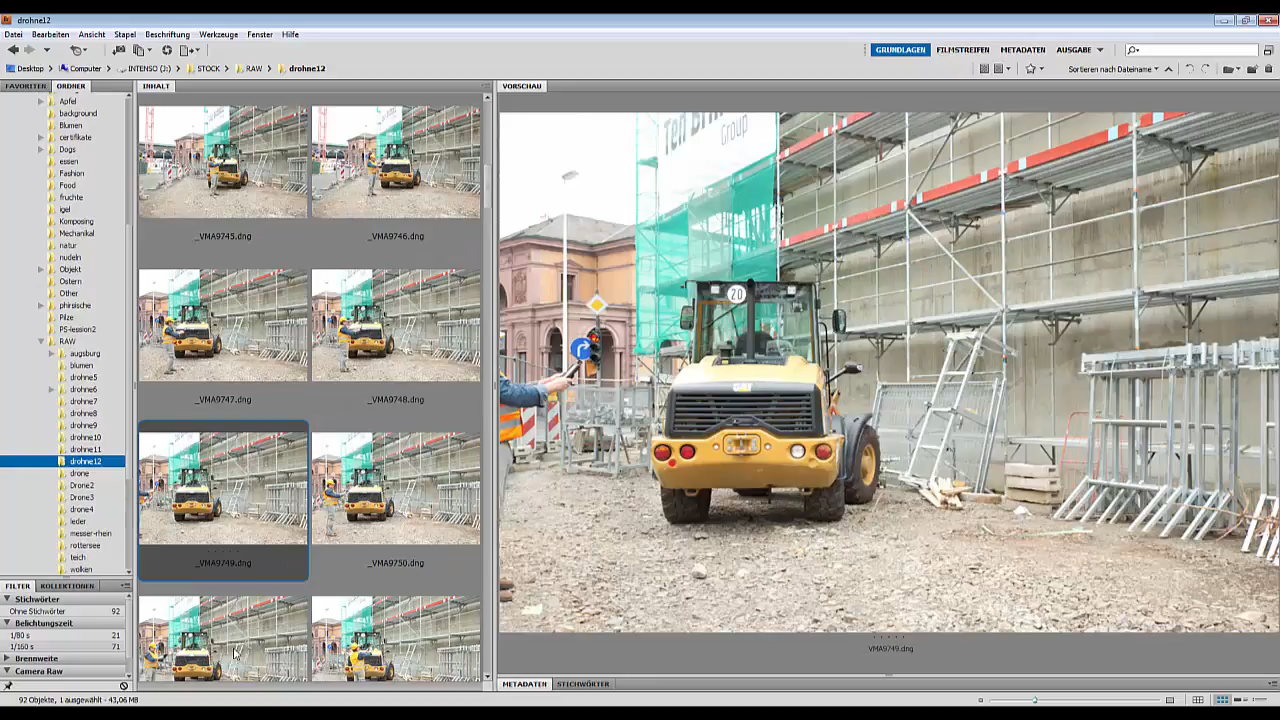 drohne12
Datei Bearbeiten Ansicht Stapel Beschriftung Werkzeuge Fenster Hilfe
GRUNDLAGEN FILMSTREIFEN METADATEN AUSGABE
Desktop Computer INTENSO (J:) STOCK RAW drohne12
Sortieren nach Dateiname
FAVORITEN ORDNER INHALT VORSCHAU
Apfel
background
Blumen
certifikate
Dogs
essen
Fashion
Food
fruchte
igel
Komposing
Mechanikal
natur
nudeln
Objekt
Ostern
Other
phirsische
Pilze
PS-lession2
RAW
augsburg
blumen
drohne5
drohne6
drohne7
drohne8
drohne9
drohne10
drohne11
drohne12
drone
Drone2
Drone3
drone4
leder
messer-rhein
rottersee
teich
wolken
_VMA9745.dng _VMA9746.dng
_VMA9747.dng _VMA9748.dng
_VMA9749.dng _VMA9750.dng
Group
20
CAT
VMA9749.dng
FILTER KOLLEKTIONEN
Stichwörter
Ohne Stichwörter 92
Belichtungszeit
1/80 s 21
1/160 s 71
Brennweite
Camera Raw
METADATEN STICHWÖRTER
92 Objekte, 1 ausgewählt - 43,06 MB